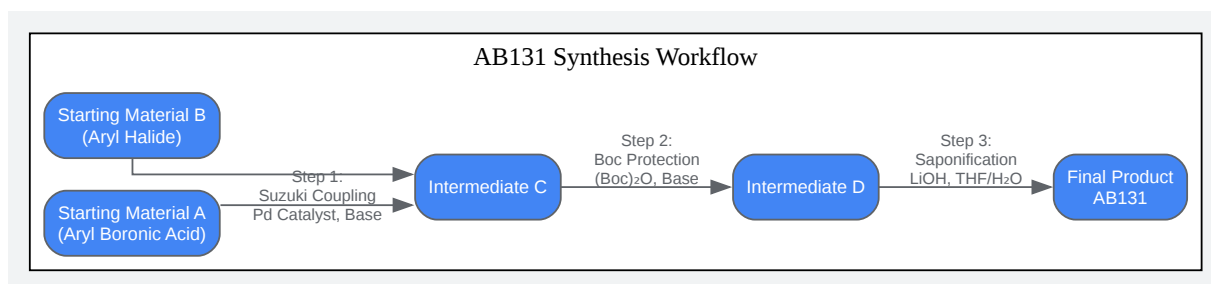 AB131 Synthesis Workflow
Starting Material B
(Aryl Halide)
Starting Material A
(Aryl Boronic Acid)
Step 1:
Suzuki Coupling
Pd Catalyst, Base
Intermediate C
Step 2:
Boc Protection
(Boc)₂O, Base
Intermediate D
Step 3:
Saponification
LiOH, THF/H₂O
Final Product
AB131